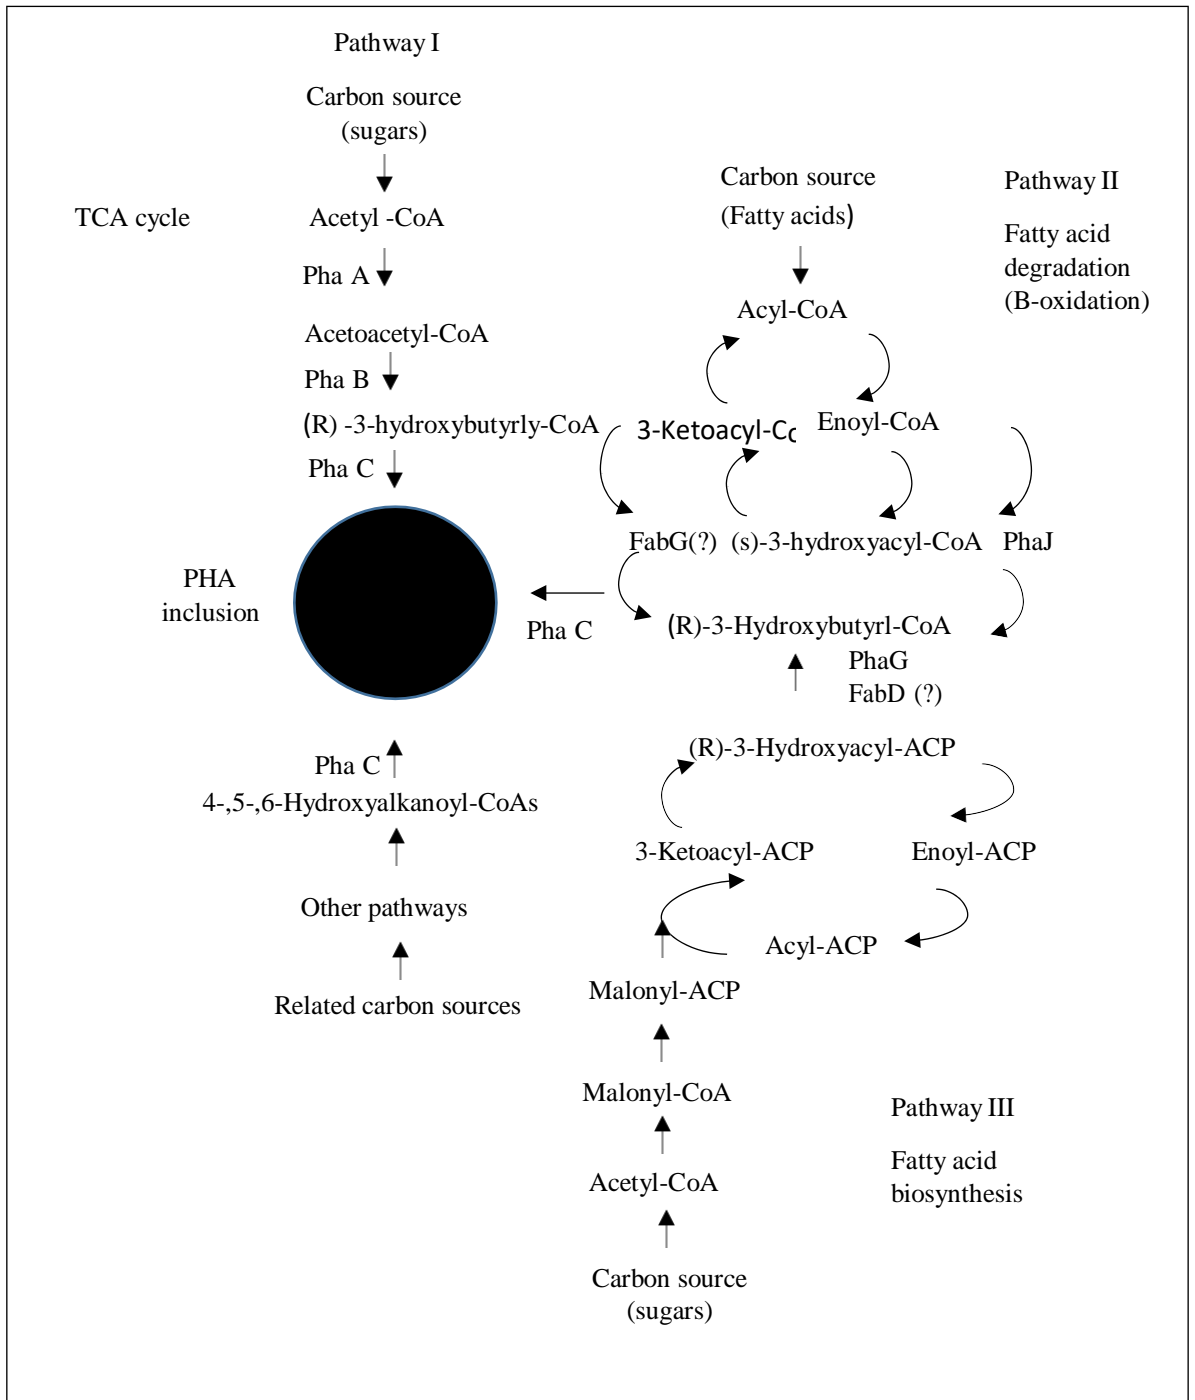 Pathway I
Carbon source
(sugars)
TCA cycle
Acetyl -CoA
Pha A
Acetoacetyl-CoA
Pha B
(R) -3-hydroxybutyrly-CoA
Pha C
PHA
inclusion
Carbon source
(Fatty acids)
Pathway II
Fatty acid
degradation
(B-oxidation)
Acyl-CoA
3-Ketoacyl-Co
Enoyl-CoA
FabG(?)
(s)-3-hydroxyacyl-CoA
PhaJ
Pha C
(R)-3-Hydroxybutyrl-CoA
PhaG
FabD (?)
(R)-3-Hydroxyacyl-ACP
3-Ketoacyl-ACP
Enoyl-ACP
Acyl-ACP
Malonyl-ACP
Malonyl-CoA
Acetyl-CoA
Carbon source
(sugars)
Pathway III
Fatty acid
biosynthesis
Pha C
4-,5-,6-Hydroxyalkanoyl-CoAs
Other pathways
Related carbon sources